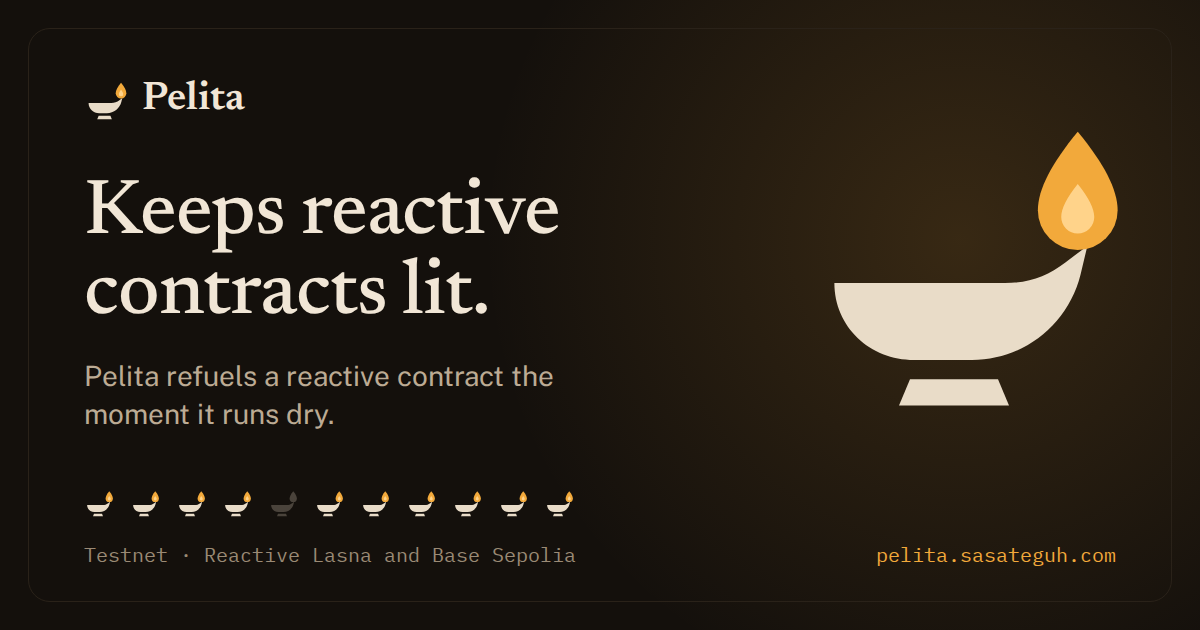 Pelita
Keeps reactive
contracts lit.
Pelita refuels a reactive contract the
moment it runs dry.
Testnet · Reactive Lasna and Base Sepolia
pelita.sasateguh.com